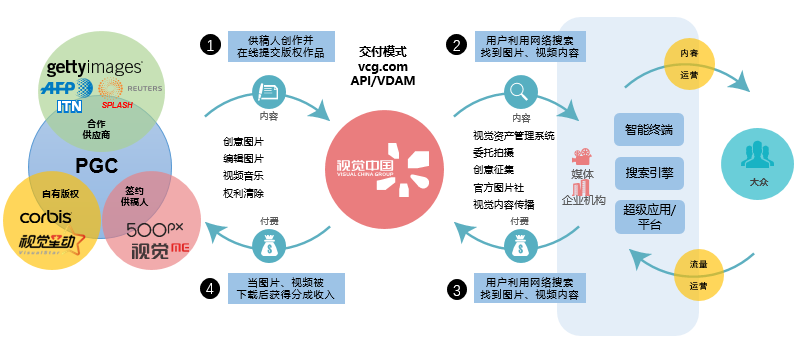 gettyimages
AFP
REUTERS
ITN
SPLASH
合作
供应商
PGC
自有版权
corbis
视觉星动
签约
供稿人
500px
视觉ME
1
供稿人创作并
在线提交版权作品
内容
创意图片
编辑图片
视频音乐
权利清除
付费
4
当图片、视频被
下载后获得分成收入
交付模式
vcg.com
API/VDAM
视觉中国
VISUAL CHINA GROUP
2
用户利用网络搜索
找到图片、视频内容
内容
视觉资产管理系统
委托拍摄
创意征集
官方图片社
视觉内容传播
付费
3
用户利用网络搜索
找到图片、视频内容
媒体
企业机构
智能终端
搜索引擎
超级应用/
平台
内容
运营
大众
流量
运营